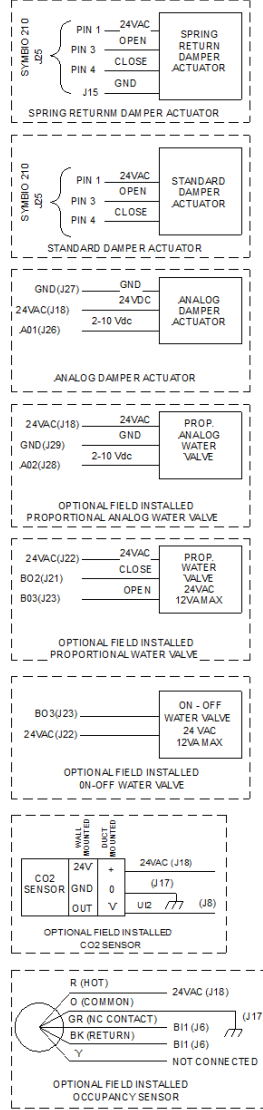 SYMBIO 210
J25
PIN 1 24VAC
PIN 3 OPEN
PIN 4 CLOSE
J15 GND
SPRING
RETURN
DAMPER
ACTUATOR
SPRING RETURNM DAMPER ACTUATOR
SYMBIO 210
J25
PIN 1 24VAC
PIN 3 OPEN
PIN 4 CLOSE
STANDARD
DAMPER
ACTUATOR
STANDARD DAMPER ACTUATOR
GND(J27) GND
24VAC(J18) 24VDC
A01(J26) 2-10 Vdc
ANALOG
DAMPER
ACTUATOR
ANALOG DAMPER ACTUATOR
24VAC(J18) 24VAC
GND(J29) GND
A02(J28) 2-10 Vdc
PROP.
ANALOG
WATER
VALVE
OPTIONAL FIELD INSTALLED
PROPORTIONAL ANALOG WATER VALVE
24VAC(J22) 24VAC
BO2(J21) CLOSE
B03(J23) OPEN
PROP.
WATER
VALVE
24VAC
12VA MAX
OPTIONAL FIELD INSTALLED
PROPORTIONAL WATER VALVE
BO3(J23)
24VAC(J22)
ON - OFF
WATER VALVE
24 VAC
12VA MAX
OPTIONAL FIELD INSTALLED
0N-OFF WATER VALVE
WALL
MOUNTED
DUCT
MOUNTED
CO2
SENSOR
24V + 24VAC (J18)
GND 0 (J17)
OUT V UI2 (J8)
OPTIONAL FIELD INSTALLED
CO2 SENSOR
R (HOT) 24VAC (J18)
O (COMMON) (J17
GR (NC CONTACT) BI1 (J6)
BK (RETURN) BI1 (J6)
Y NOT CONNECTED
OPTIONAL FIELD INSTALLED
OCCUPANCY SENSOR